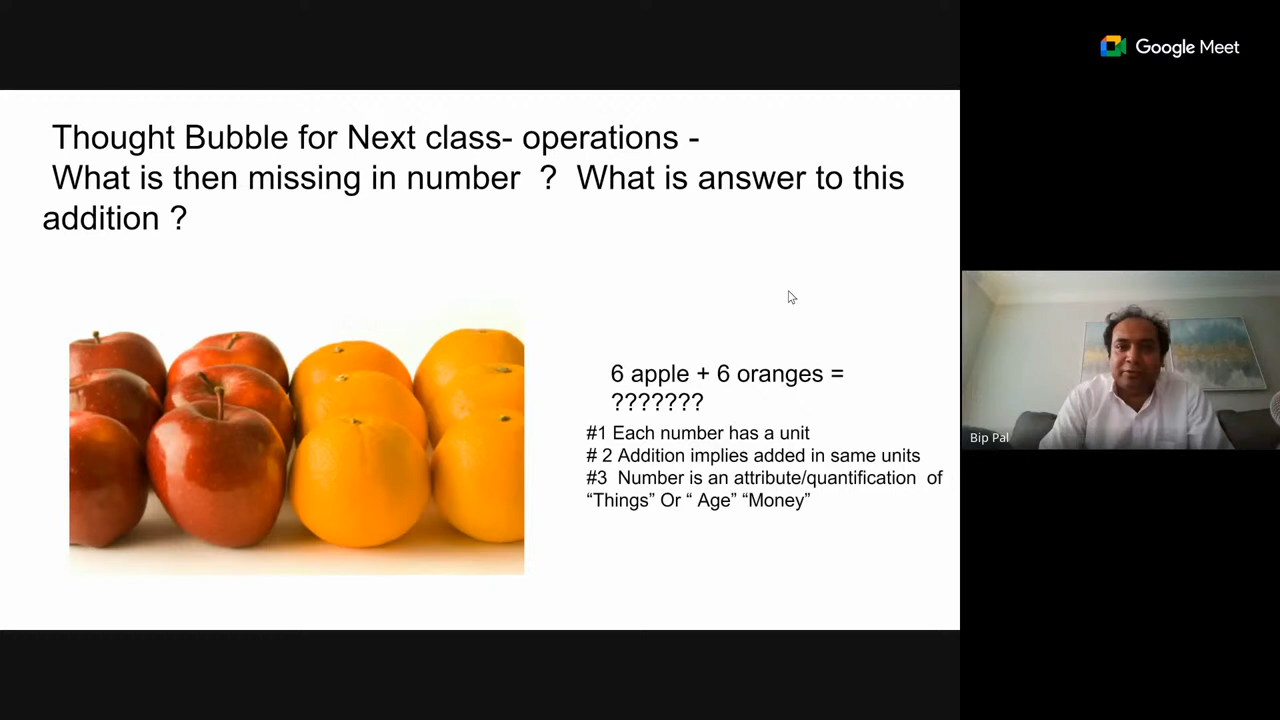 Google Meet
Thought Bubble for Next class- operations -
What is then missing in number ? What is answer to this
addition ?
6 apple + 6 oranges =
???????
#1 Each number has a unit
# 2 Addition implies added in same units
#3 Number is an attribute/quantification of
“Things” Or “ Age” “Money”
Bip Pal